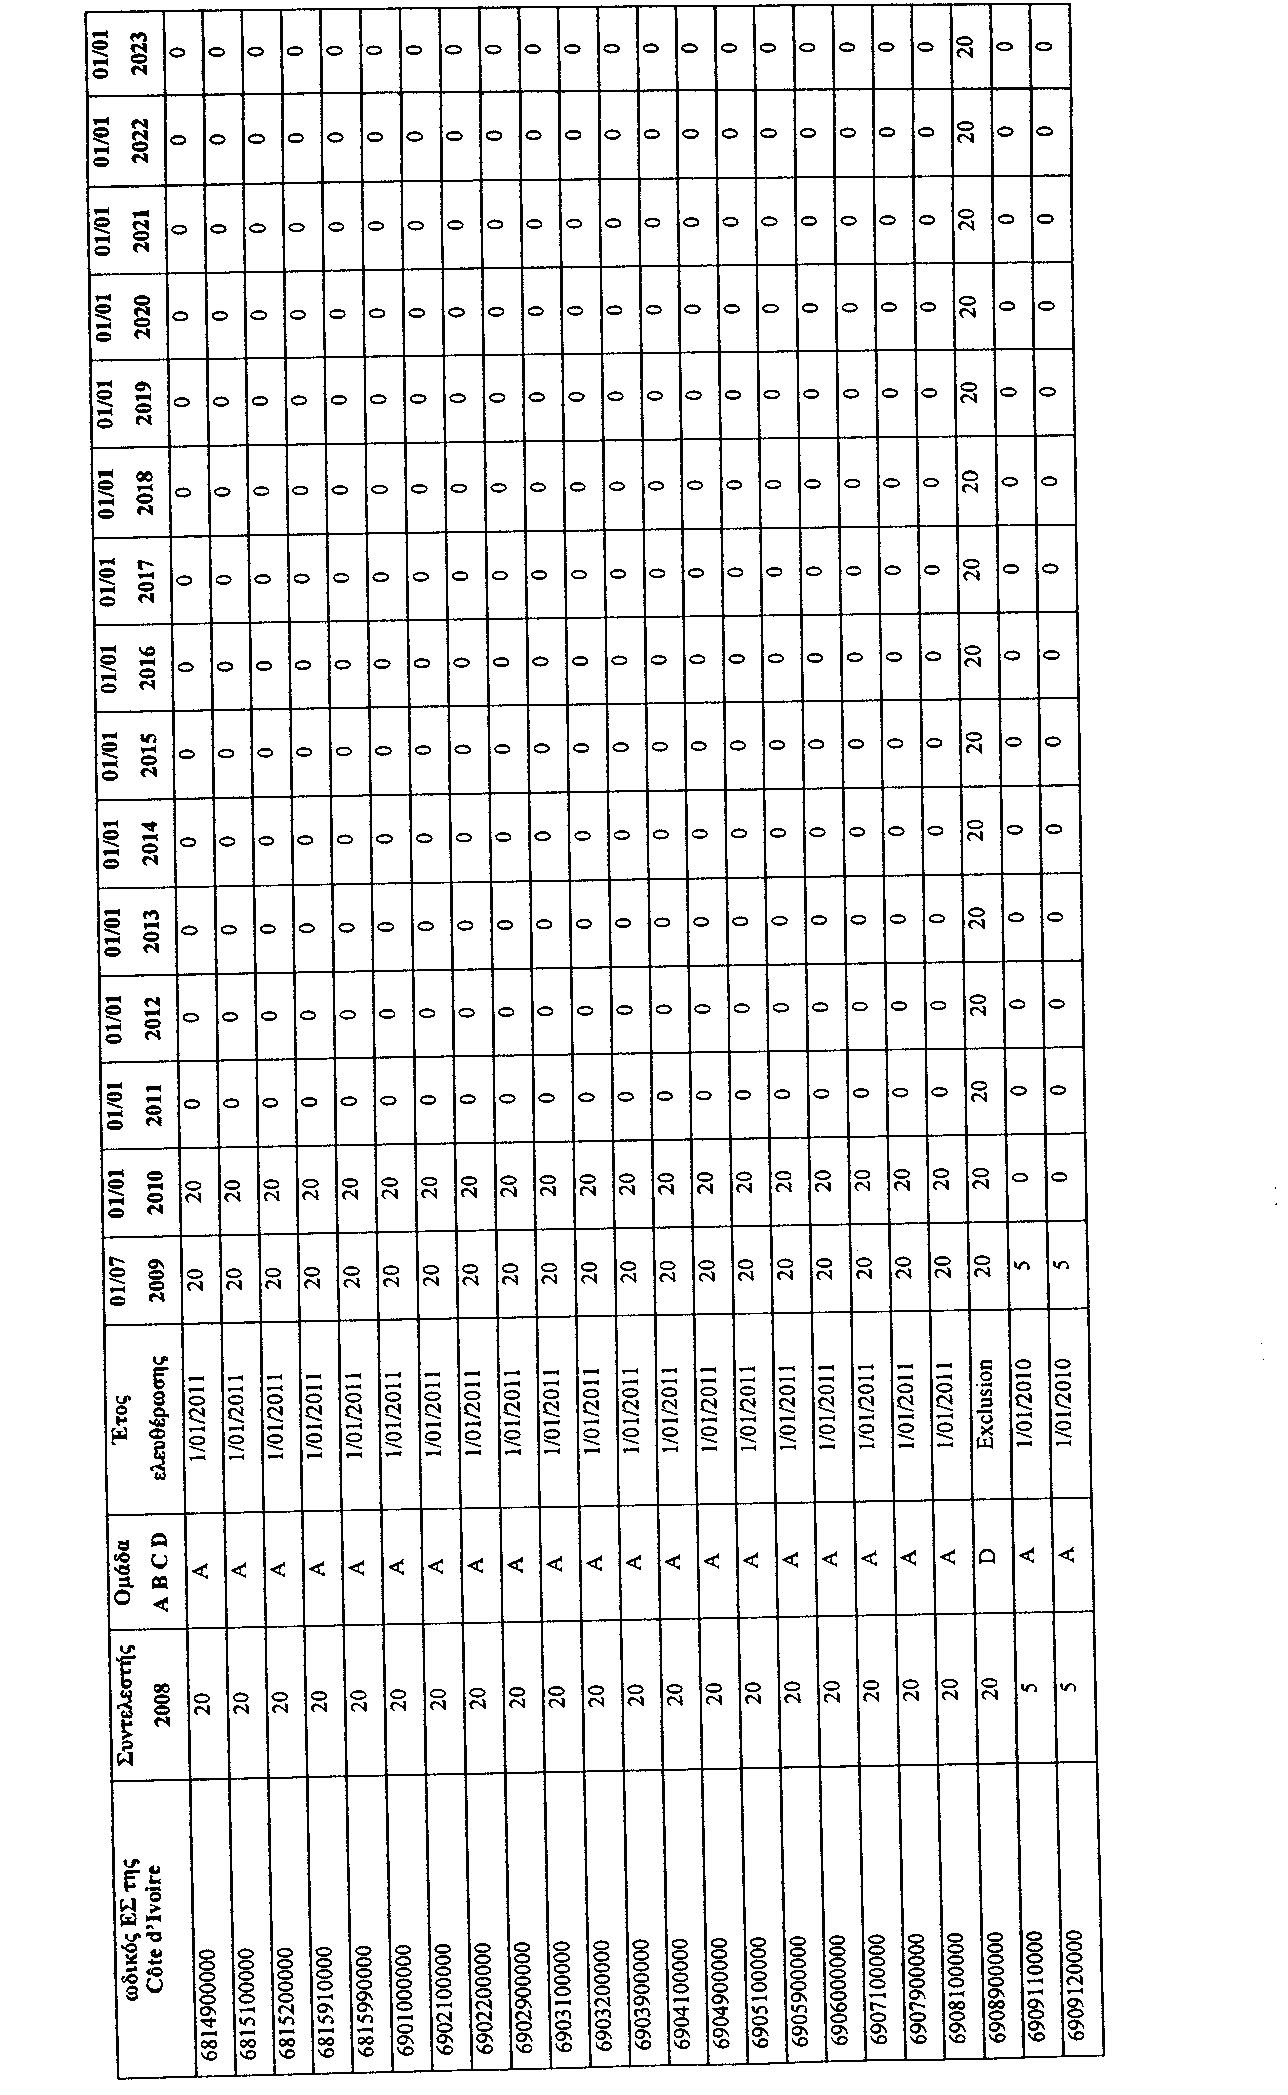 ωδικός ΕΣ της Côte d'Ivoire | Συντελεστής 2008 | Ομάδα A B C D | Έτος ελευθέρωσης | 01/07 2009 | 01/01 2010 | 01/01 2011 | 01/01 2012 | 01/01 2013 | 01/01 2014 | 01/01 2015 | 01/01 2016 | 01/01 2017 | 01/01 2018 | 01/01 2019 | 01/01 2020 | 01/01 2021 | 01/01 2022 | 01/01 2023
6814900000 20 A 1/01/2011 20 20 0 0 0 0 0 0 0 0 0 0 0 0 0
6815100000 20 A 1/01/2011 20 20 0 0 0 0 0 0 0 0 0 0 0 0 0
6815200000 20 A 1/01/2011 20 20 0 0 0 0 0 0 0 0 0 0 0 0 0
6815910000 20 A 1/01/2011 20 20 0 0 0 0 0 0 0 0 0 0 0 0 0
6815990000 20 A 1/01/2011 20 20 0 0 0 0 0 0 0 0 0 0 0 0 0
6901000000 20 A 1/01/2011 20 20 0 0 0 0 0 0 0 0 0 0 0 0 0
6902100000 20 A 1/01/2011 20 20 0 0 0 0 0 0 0 0 0 0 0 0 0
6902200000 20 A 1/01/2011 20 20 0 0 0 0 0 0 0 0 0 0 0 0 0
6902900000 20 A 1/01/2011 20 20 0 0 0 0 0 0 0 0 0 0 0 0 0
6903100000 20 A 1/01/2011 20 20 0 0 0 0 0 0 0 0 0 0 0 0 0
6903200000 20 A 1/01/2011 20 20 0 0 0 0 0 0 0 0 0 0 0 0 0
6903900000 20 A 1/01/2011 20 20 0 0 0 0 0 0 0 0 0 0 0 0 0
6904100000 20 A 1/01/2011 20 20 0 0 0 0 0 0 0 0 0 0 0 0 0
6904900000 20 A 1/01/2011 20 20 0 0 0 0 0 0 0 0 0 0 0 0 0
6905100000 20 A 1/01/2011 20 20 0 0 0 0 0 0 0 0 0 0 0 0 0
6905900000 20 A 1/01/2011 20 20 0 0 0 0 0 0 0 0 0 0 0 0 0
6906000000 20 A 1/01/2011 20 20 0 0 0 0 0 0 0 0 0 0 0 0 0
6907100000 20 A 1/01/2011 20 20 0 0 0 0 0 0 0 0 0 0 0 0 0
6907900000 20 A 1/01/2011 20 20 0 0 0 0 0 0 0 0 0 0 0 0 0
6908100000 20 A 1/01/2011 20 20 0 0 0 0 0 0 0 0 0 0 0 0 0
6908900000 20 D Exclusion 20 20 20 20 20 20 20 20 20 20 20 20 20 20 20
6909110000 5 A 1/01/2010 5 0 0 0 0 0 0 0 0 0 0 0 0 0 0
6909120000 5 A 1/01/2010 5 0 0 0 0 0 0 0 0 0 0 0 0 0 0